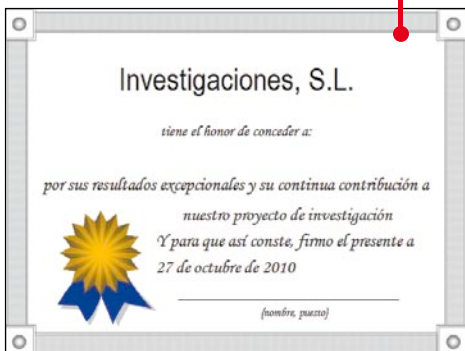 Investigaciones, S.L.
tiene el honor de conceder a:
por sus resultados excepcionales y su continua contribución a
nuestro proyecto de investigación
Y para que así conste, firmo el presente a
27 de octubre de 2010
(nombre, puesto)